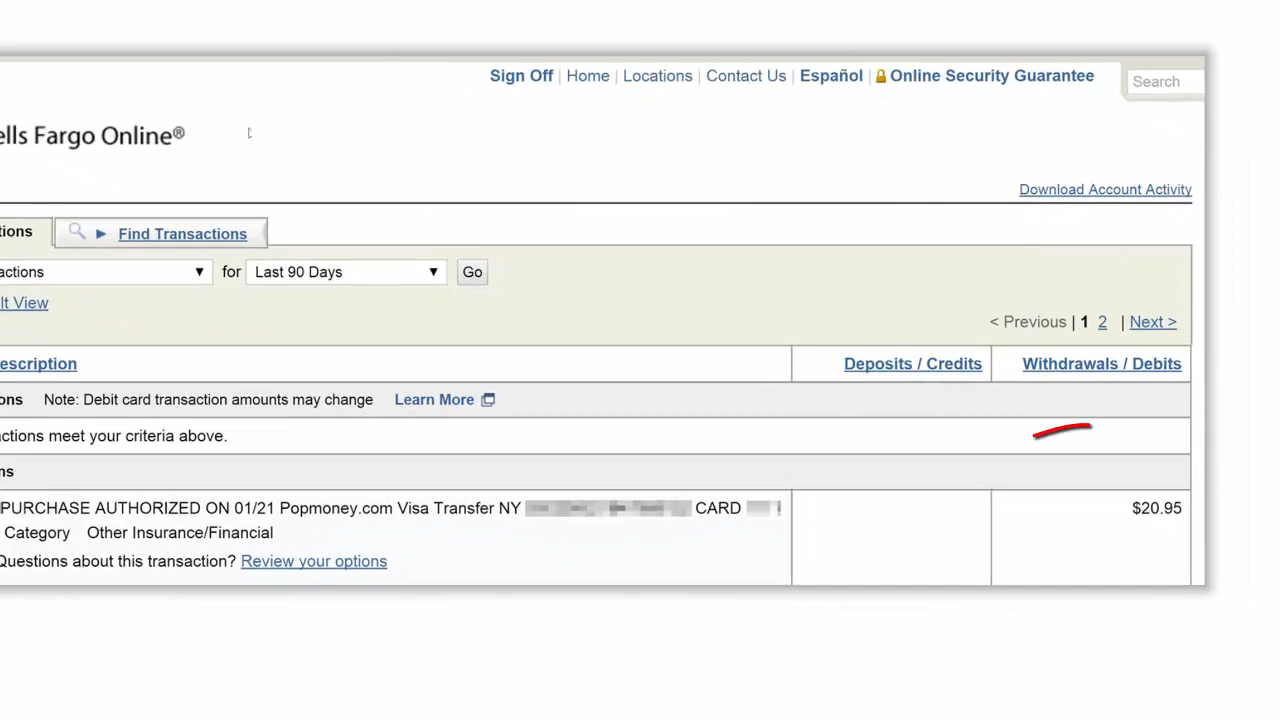 Sign Off | Home | Locations | Contact Us | Español | Online Security Guarantee
Search
ells Fargo Online®
Download Account Activity
tions
Find Transactions
actions for Last 90 Days Go
lt View
< Previous | 1 2 | Next >
escription Deposits / Credits Withdrawals / Debits
ons Note: Debit card transaction amounts may change Learn More
ctions meet your criteria above.
ns
PURCHASE AUTHORIZED ON 01/21 Popmoney.com Visa Transfer NY CARD $20.95
Category Other Insurance/Financial
Questions about this transaction? Review your options